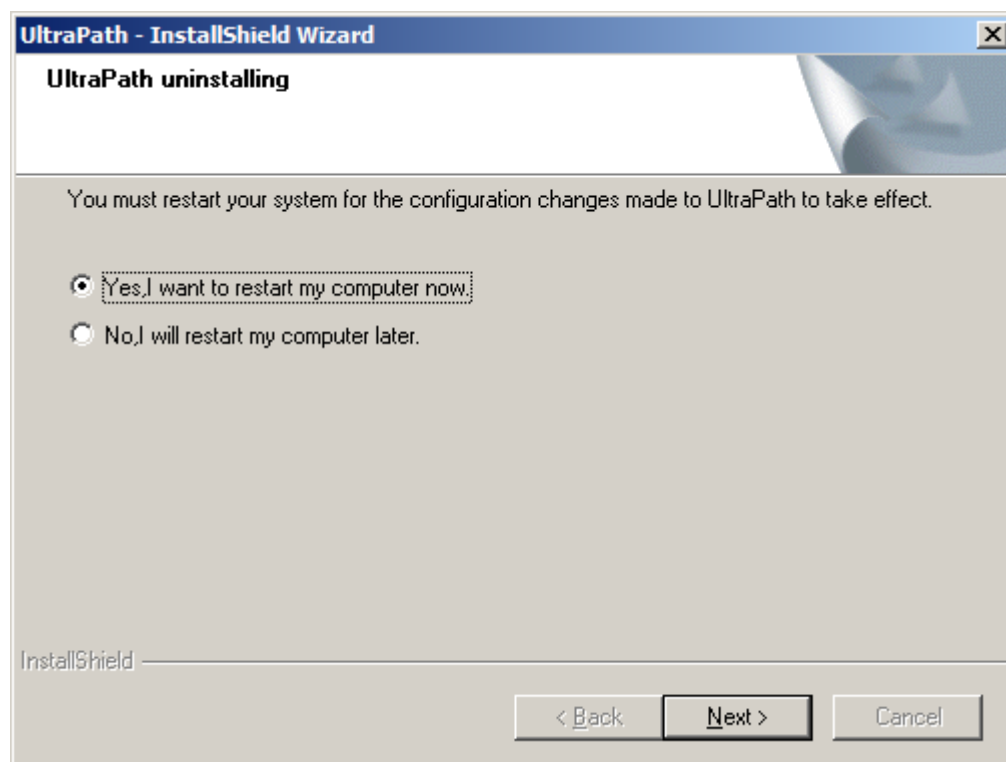 UltraPath - InstallShield Wizard
UltraPath uninstalling
You must restart your system for the configuration changes made to UltraPath to take effect.
Yes,I want to restart my computer now.
No,I will restart my computer later.
InstallShield
< Back
Next >
Cancel